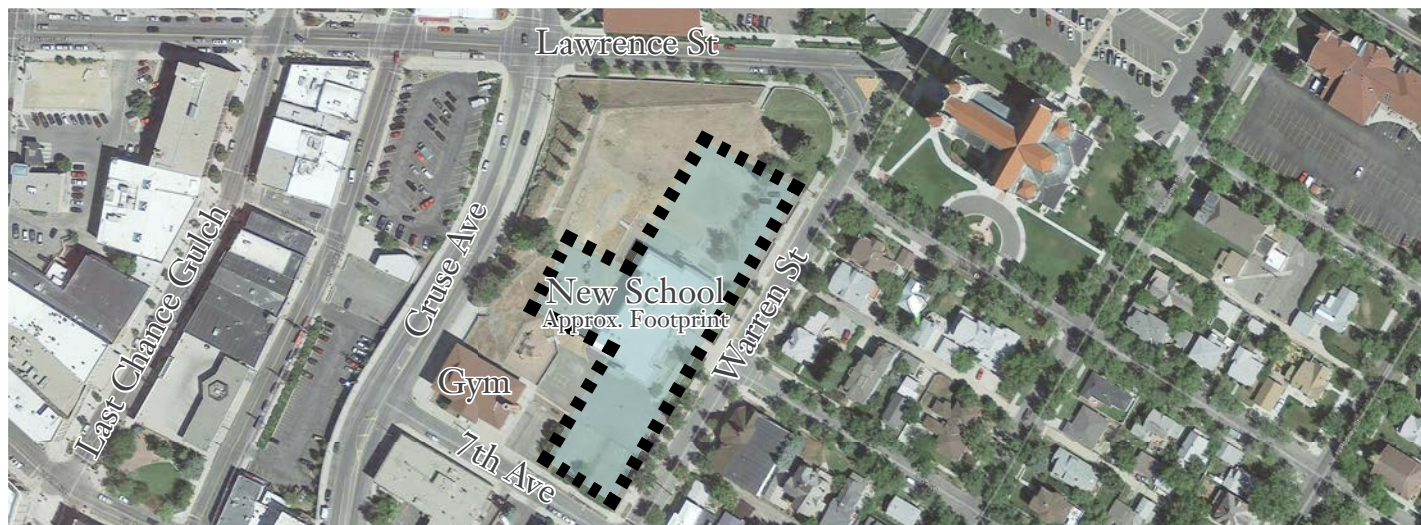 Lawrence St
Last Chance Gulch
Cruse Ave
New School
Approx. Footprint
Warren St
Gym
7th Ave